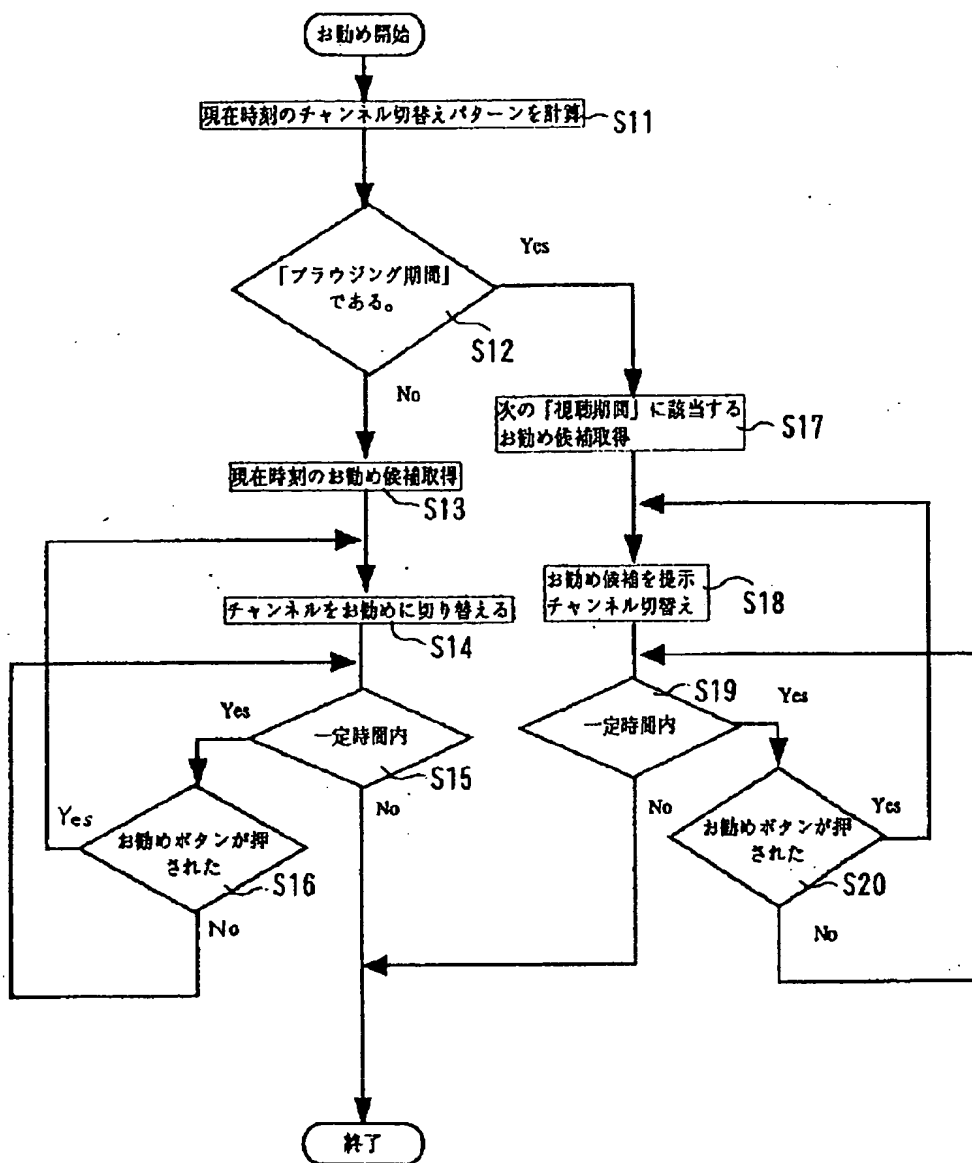 お勧め開始
現在時刻のチャンネル切替えパターンを計算
S11
「ブラウジング期間」
である。
Yes
S12
No
次の「視聴期間」に該当する
お勧め候補取得
S17
現在時刻のお勧め候補取得
S13
お勧め候補を提示
チャンネル切替え
S18
チャンネルをお勧めに切り替える
S14
S19
Yes
Yes
一定時間内
一定時間内
S15
No
No
Yes
お勧めボタンが押
された
S16
No
お勧めボタンが押
された
Yes
S20
No
終了